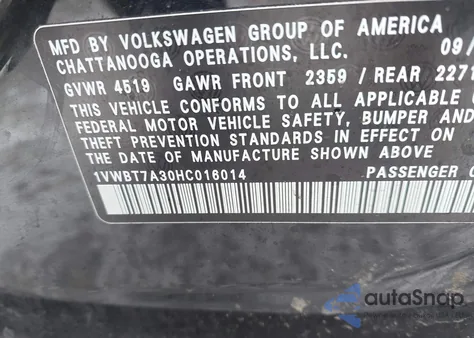 MFD BY VOLKSWAGEN GROUP OF AMERICA
CHATTANOOGA OPERATIONS, LLC. 09/
GVWR 4519 GAWR FRONT 2359 / REAR 2271
THIS VEHICLE CONFORMS TO ALL APPLICABLE
FEDERAL MOTOR VEHICLE SAFETY, BUMPER AND
THEFT PREVENTION STANDARDS IN EFFECT ON
THE DATE OF MANUFACTURE SHOWN ABOVE
1VWBT7A30HC016014 PASSENGER
autoSnap